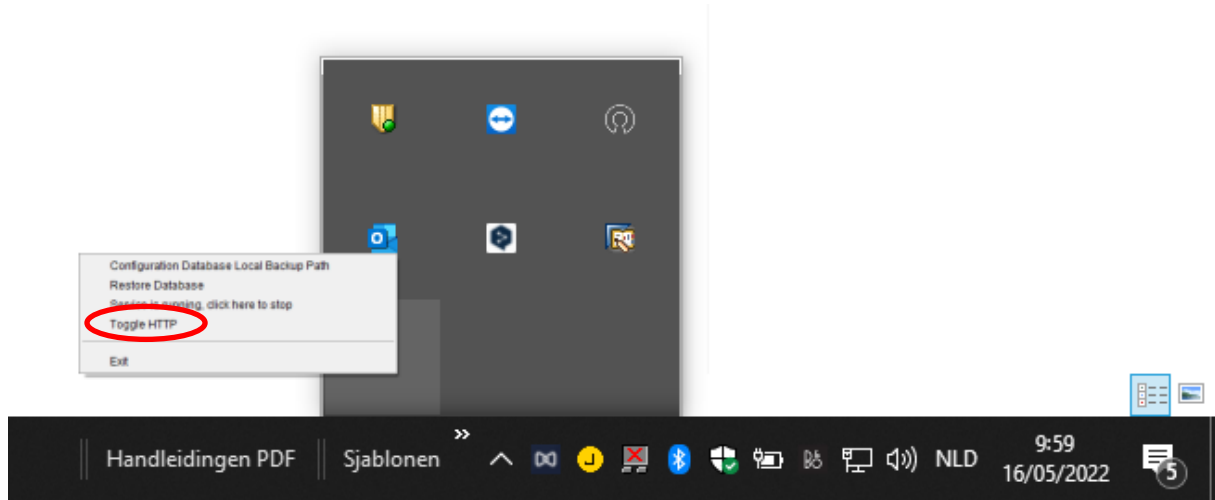 Configuration Database Local Backup Path
Restore Database
Service is running, click here to stop
Toggle HTTP
Exit
Handleidingen PDF
Sjablonen
NLD
9:59
16/05/2022
5